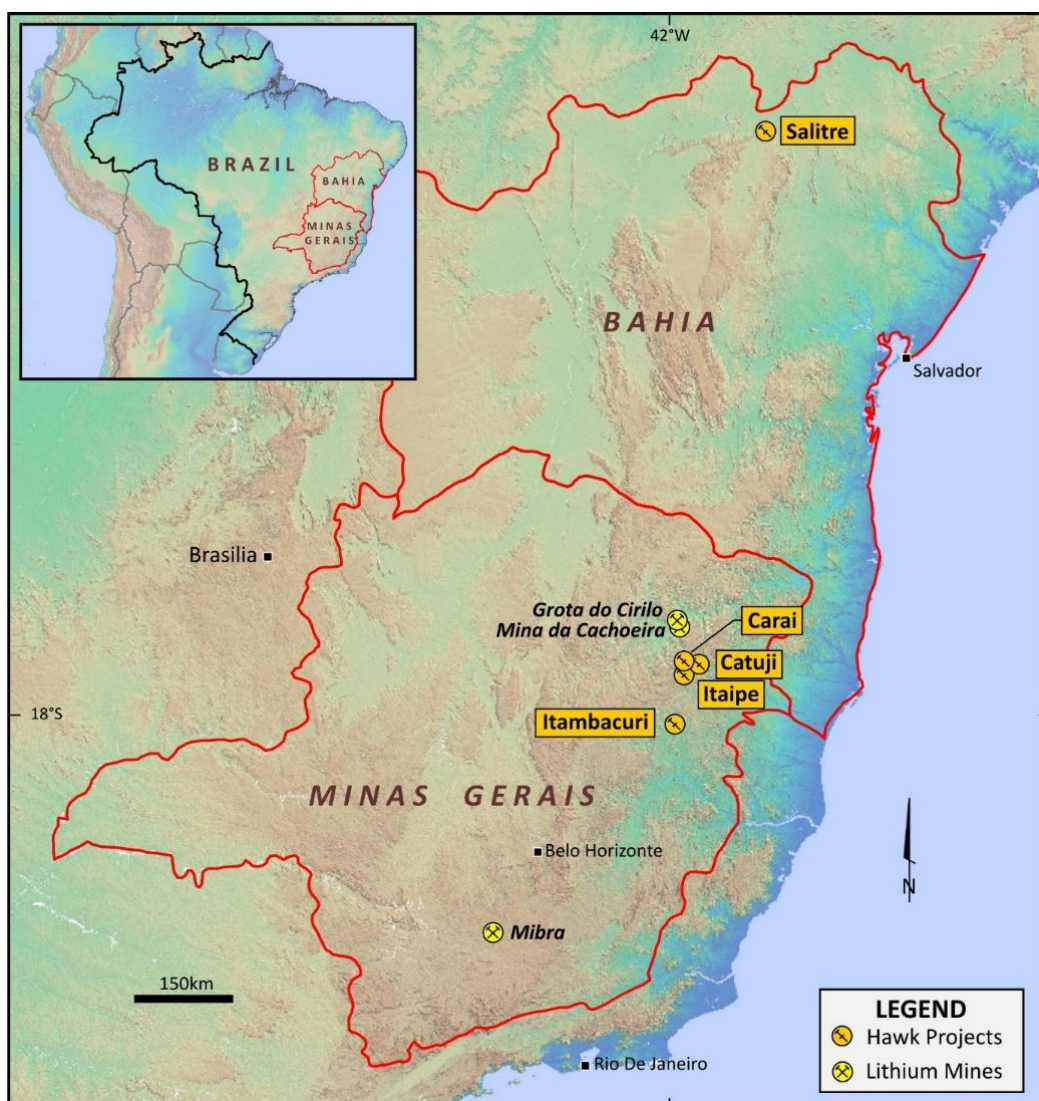 42°W
BRAZIL
BAHIA
MINAS
GERAIS
Salitre
BAHIA
Salvador
Brasilia
Grota do Cirilo
Mina da Cachoeira
Carai
Catuji
Itaipe
18°S
Itambacuri
MINAS GERAIS
Belo Horizonte
N
Mibra
150km
Rio De Janeiro
LEGEND
Hawk Projects
Lithium Mines